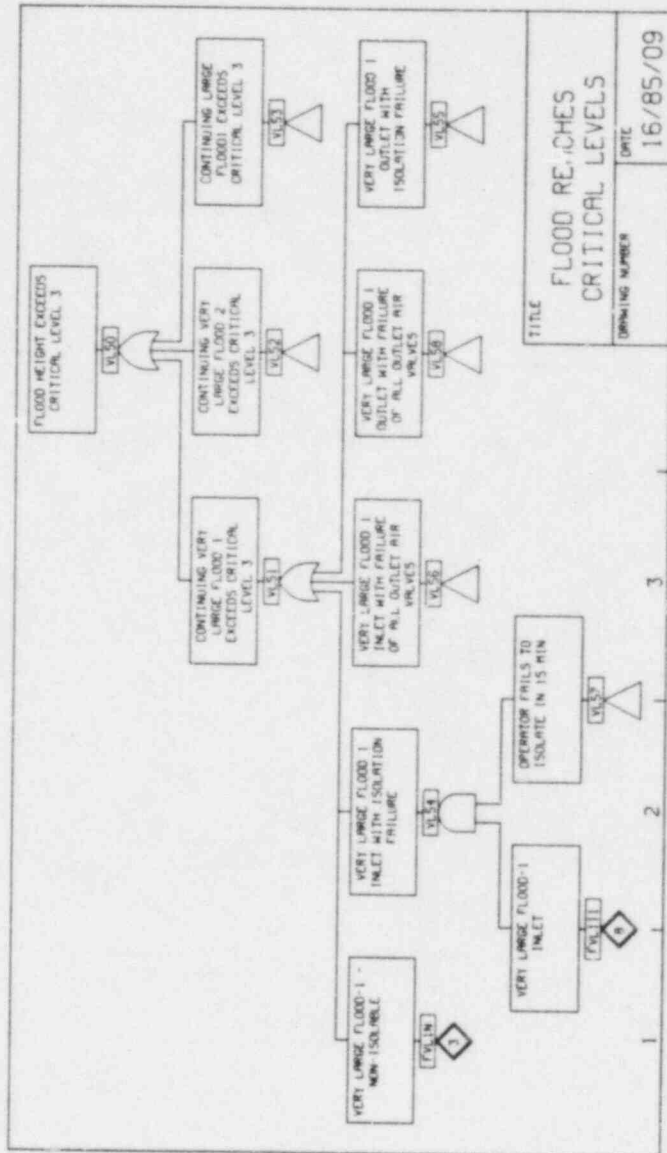 FLOOD HEIGHT EXCEEDS
CRITICAL LEVEL 3
VL50
CONTINUING VERY
LARGE FLOOD 1
EXCEEDS CRITICAL
LEVEL 3
VL51
CONTINUING VERY
LARGE FLOOD 2
EXCEEDS CRITICAL
LEVEL 3
VL52
CONTINUING LARGE
FLOOD1 EXCEEDS
CRITICAL LEVEL 3
VL53
VERY LARGE FLOOD-1 -
NON-ISOLABLE
FVL1N
3
VERY LARGE FLOOD 1
INLET WITH ISOLATION
FAILURE
VL54
VERY LARGE FLOOD 1
INLET WITH FAILURE
OF ALL OUTLET AIR
VALVES
VL56
VERY LARGE FLOOD 1
OUTLET WITH FAILURE
OF ALL OUTLET AIR
VALVES
VL58
VERY LARGE FLOOD 1
OUTLET WITH
ISOLATION FAILURE
VL55
VERY LARGE FLOOD-1
INLET
FVL1I1
8
OPERATOR FAILS TO
ISOLATE IN 15 MIN
VL57
1
2
3
TITLE
FLOOD RE CHES
CRITICAL LEVELS
DRAWING NUMBER
DATE
16/85/09